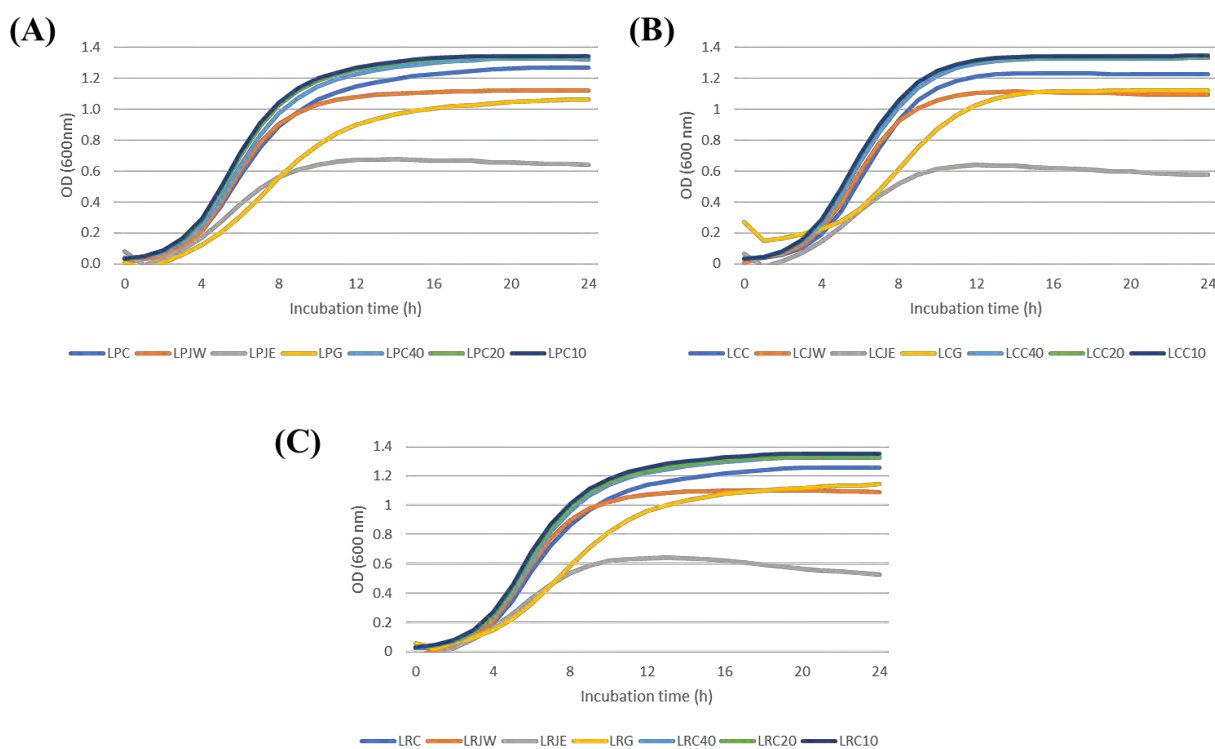 (A)
1.4
1.2
1.0
0.8
0.6
0.4
0.2
0.0
OD (600nm)
0 4 8 12 16 20 24
Incubation time (h)
LPC LPJW LPJE LPG LPC40 LPC20 LPC10
(B)
1.4
1.2
1.0
0.8
0.6
0.4
0.2
0.0
OD (600 nm)
0 4 8 12 16 20 24
Incubation time (h)
LCC LCJW LCJE LCG LCC40 LCC20 LCC10
(C)
1.4
1.2
1
0.8
0.6
0.4
0.2
0
OD (600 nm)
0 4 8 12 16 20 24
Incubation time (h)
LRC LRJW LRJE LRG LRC40 LRC20 LRC10